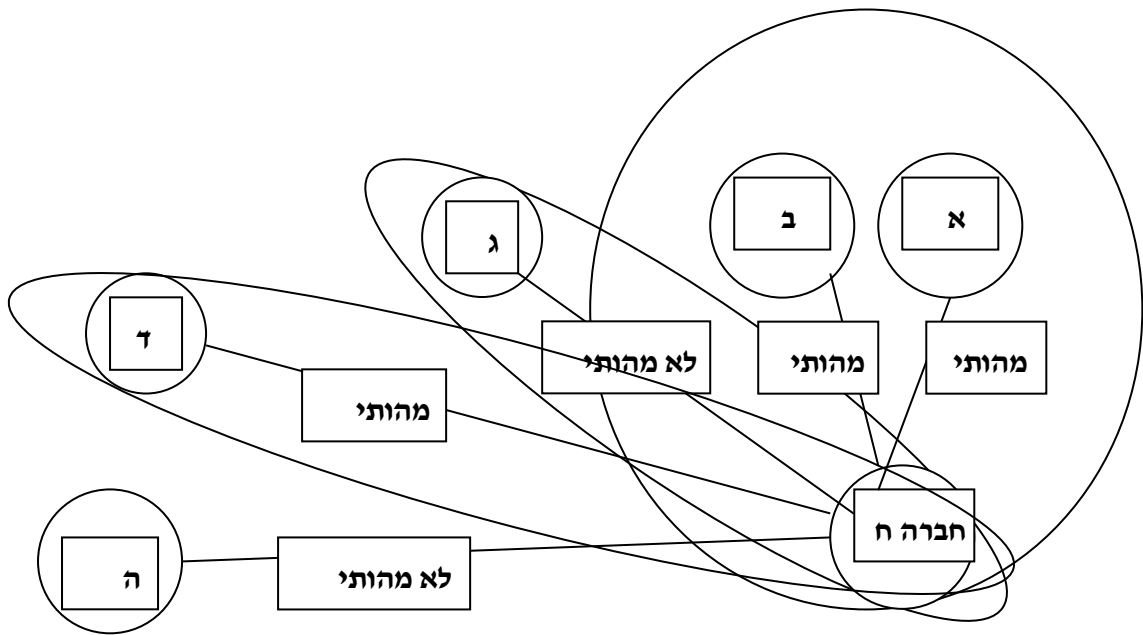 א
ב
ג
ד
מהותי
מהותי
לא מהותי
מהותי
חברה ח
לא מהותי
ה